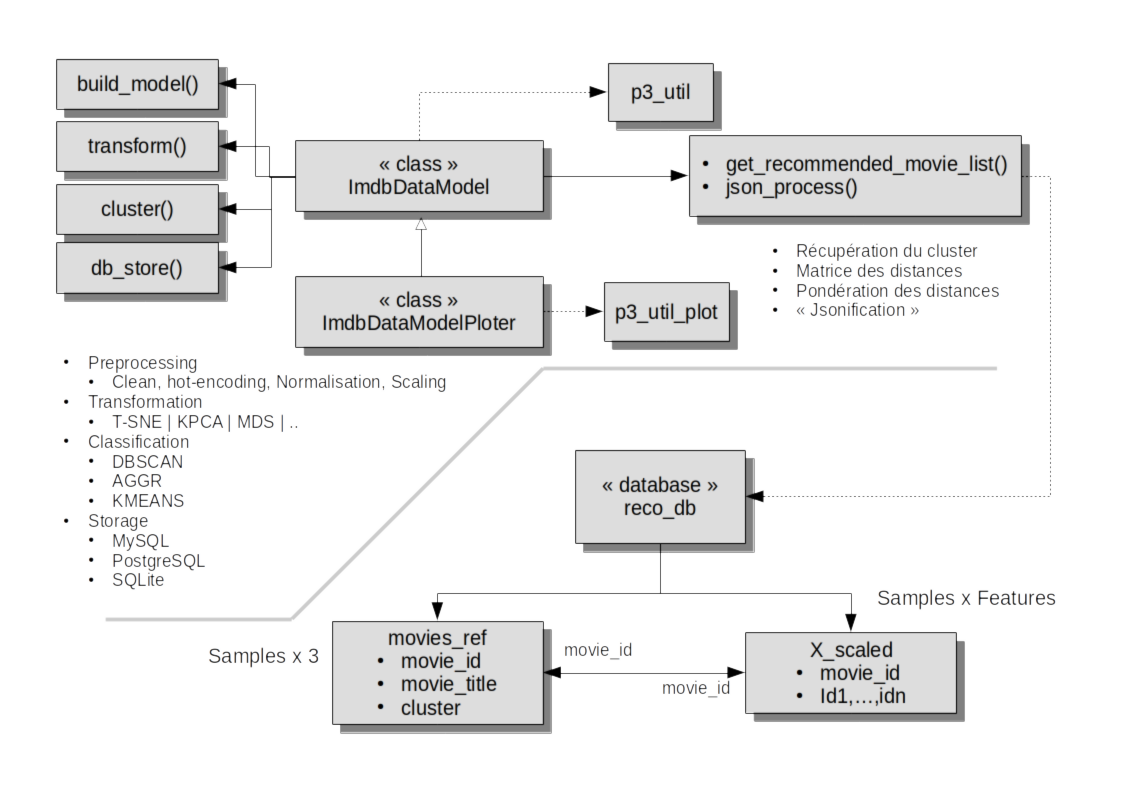 build_model()
transform()
cluster()
db_store()
« class »
ImdbDataModel
p3_util
• get_recommended_movie_list()
• json_process()
• Récupération du cluster
• Matrice des distances
• Pondération des distances
• « Jsonification »
« class »
ImdbDataModelPloter
p3_util_plot
• Preprocessing
• Clean, hot-encoding, Normalisation, Scaling
• Transformation
• T-SNE | KPCA | MDS | ..
• Classification
• DBSCAN
• AGGR
• KMEANS
• Storage
• MySQL
• PostgreSQL
• SQLite
« database »
reco_db
Samples x 3
movies_ref
• movie_id
• movie_title
• cluster
movie_id
movie_id
Samples x Features
X_scaled
• movie_id
• Id1,...,idn